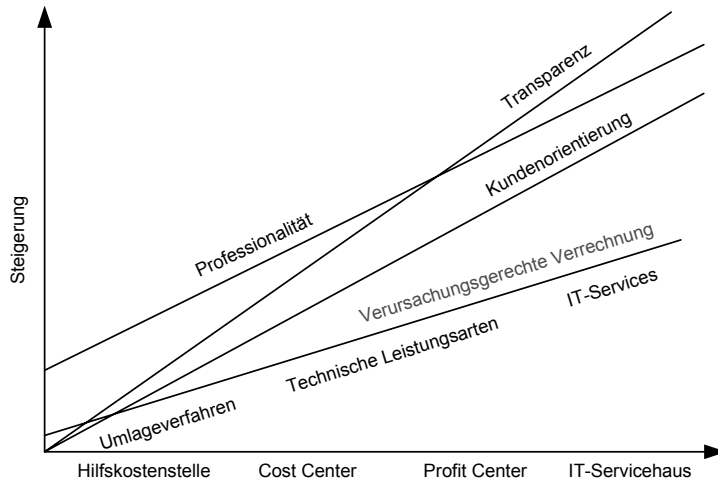 Transparenz
Kundenorientierung
Professionalität
Steigerung
Verursachungsgerechte Verrechnung
IT-Services
Technische Leistungsarten
Umlageverfahren
Hilfskostenstelle
Cost Center
Profit Center
IT-Servicehaus